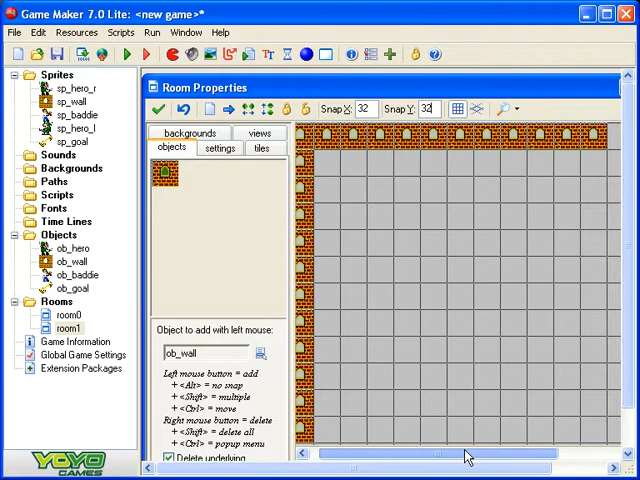 Game Maker 7.0 Lite: <new game>*
File Edit Resources Scripts Run Window Help
Sprites
sp_hero_r
sp_wall
sp_baddie
sp_hero_l
sp_goal
Sounds
Backgrounds
Paths
Scripts
Fonts
Time Lines
Objects
ob_hero
ob_wall
ob_baddie
ob_goal
Rooms
room0
room1
Game Information
Global Game Settings
Extension Packages
YOYO
GAMES
Room Properties
Snap X: 32 Snap Y: 32
backgrounds views
objects settings tiles
Object to add with left mouse:
ob_wall
Left mouse button = add
+ <Alt> = no snap
+ <Shift> = multiple
+ <Ctrl> = move
Right mouse button = delete
+ <Shift> = delete all
+ <Ctrl> = popup menu
Delete underlying